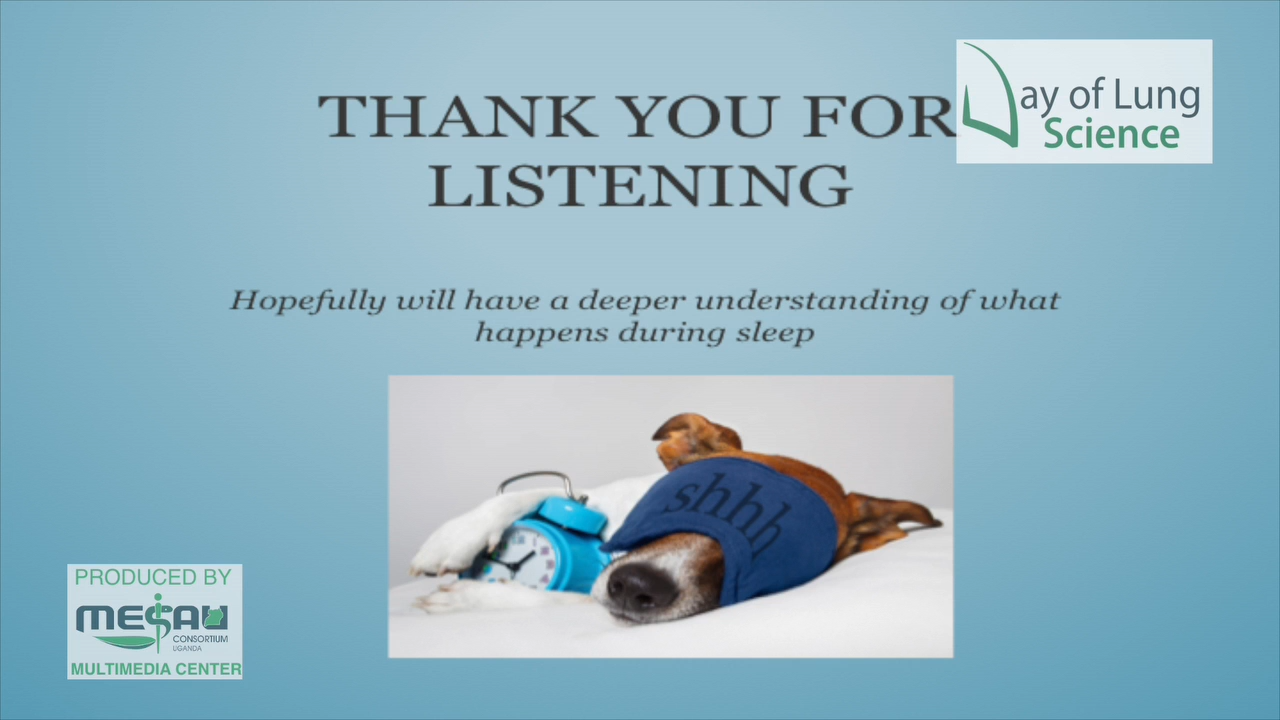 THANK YOU FOR
LISTENING
ay of Lung
Science
Hopefully will have a deeper understanding of what
happens during sleep
shhh
PRODUCED BY
MESAU
CONSORTIUM
UGANDA
MULTIMEDIA CENTER